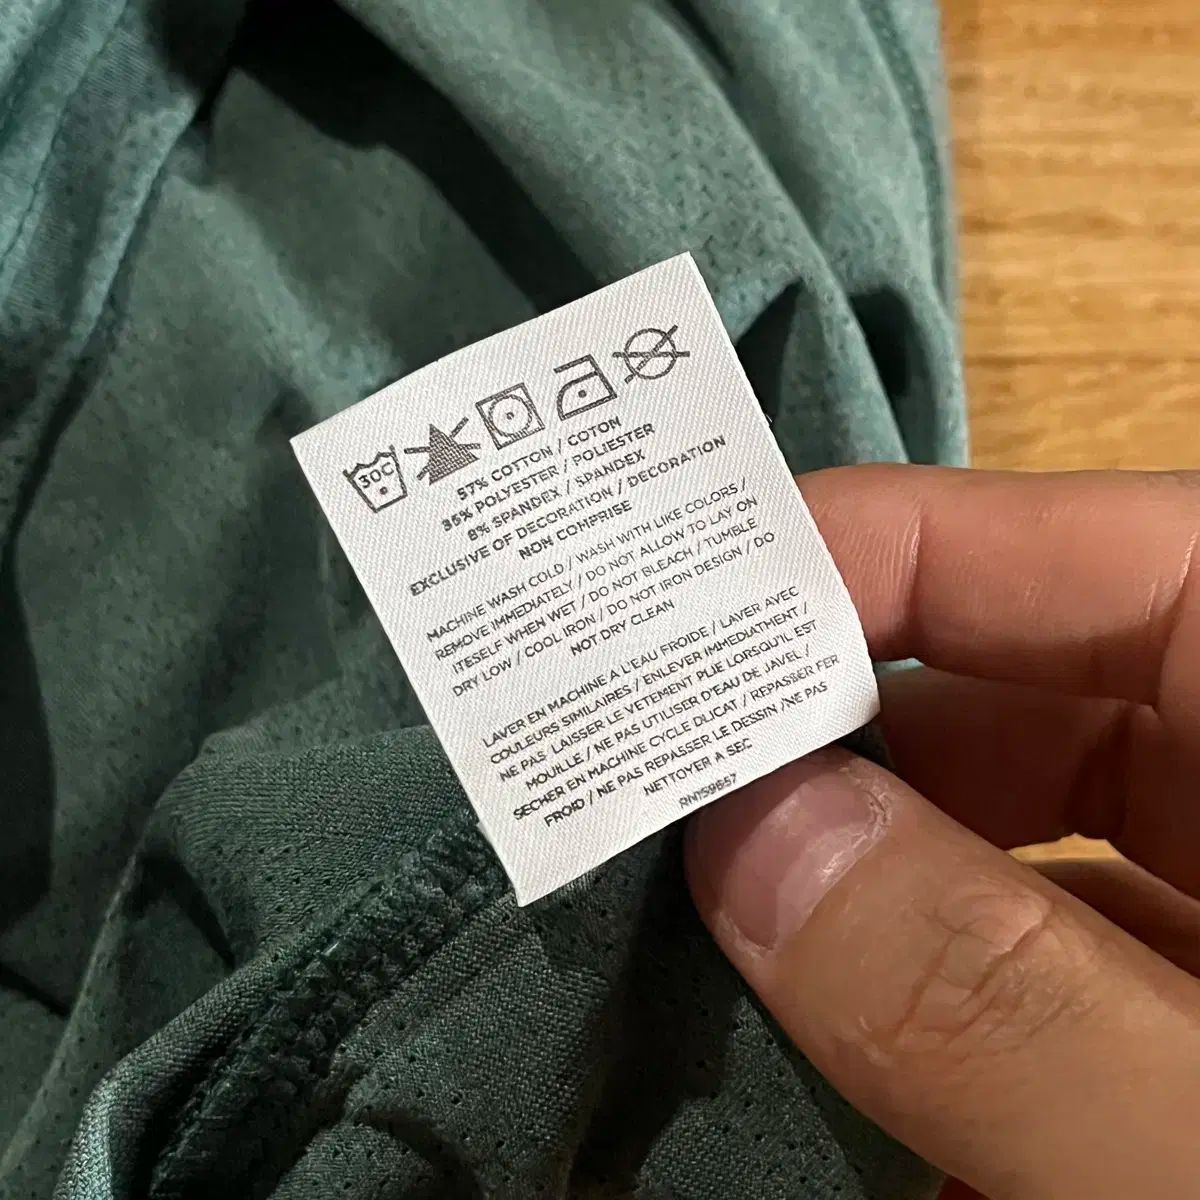 30C
57% COTTON / COTON
35% POLYESTER / POLIESTER
8% SPANDEX / SPANDEX
EXCLUSIVE OF DECORATION / DECORATION
NON COMPRISE
MACHINE WASH COLD / WASH WITH LIKE COLORS /
REMOVE IMMEDIATELY / DO NOT ALLOW TO LAY ON
ITESELF WHEN WET / DO NOT BLEACH / TUMBLE
DRY LOW / COOL IRON / DO NOT IRON DESIGN / DO
NOT DRY CLEAN
LAVER EN MACHINE A L'EAU FROIDE / LAVER AVEC
COULEURS SIMILAIRES / ENLEVER IMMEDIATMENT /
NE PAS LAISSER LE VETEMENT PLIE LORSQU'IL EST
MOUILLE / NE PAS UTILISER D'EAU DE JAVEL /
SECHER EN MACHINE CYCLE DLICAT / REPASSER FER
FROID / NE PAS REPASSER LE DESSIN /NE PAS
NETTOYER A SEC
RN159657